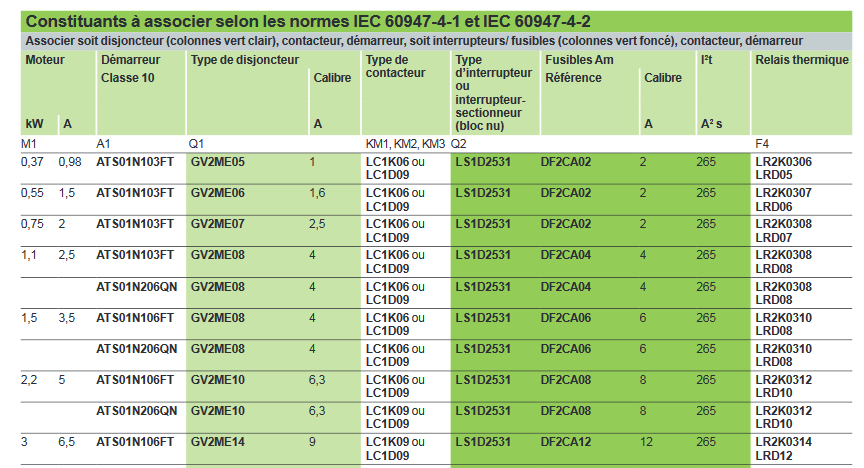 Constituants à associer selon les normes IEC 60947-4-1 et IEC 60947-4-2
Associer soit disjoncteur (colonnes vert clair), contacteur, démarreur, soit interrupteurs/ fusibles (colonnes vert foncé), contacteur, démarreur
Moteur Démarreur Type de disjoncteur Type de Type Fusibles Am I²t Relais thermique
Classe 10 Calibre contacteur d'interrupteur Référence Calibre
ou
interrupteur-
sectionneur
kW A A (bloc nu) A A² s
M1 A1 Q1 KM1, KM2, KM3 Q2 F4
0,37 0,98 ATS01N103FT GV2ME05 1 LC1K06 ou LS1D2531 DF2CA02 2 265 LR2K0306
LC1D09 LRD05
0,55 1,5 ATS01N103FT GV2ME06 1,6 LC1K06 ou LS1D2531 DF2CA02 2 265 LR2K0307
LC1D09 LRD06
0,75 2 ATS01N103FT GV2ME07 2,5 LC1K06 ou LS1D2531 DF2CA02 2 265 LR2K0308
LC1D09 LRD07
1,1 2,5 ATS01N103FT GV2ME08 4 LC1K06 ou LS1D2531 DF2CA04 4 265 LR2K0308
LC1D09 LRD08
ATS01N206QN GV2ME08 4 LC1K06 ou LS1D2531 DF2CA04 4 265 LR2K0308
LC1D09 LRD08
1,5 3,5 ATS01N106FT GV2ME08 4 LC1K06 ou LS1D2531 DF2CA06 6 265 LR2K0310
LC1D09 LRD08
ATS01N206QN GV2ME08 4 LC1K06 ou LS1D2531 DF2CA06 6 265 LR2K0310
LC1D09 LRD08
2,2 5 ATS01N106FT GV2ME10 6,3 LC1K06 ou LS1D2531 DF2CA08 8 265 LR2K0312
LC1D09 LRD10
ATS01N206QN GV2ME10 6,3 LC1K09 ou LS1D2531 DF2CA08 8 265 LR2K0312
LC1D09 LRD10
3 6,5 ATS01N106FT GV2ME14 9 LC1K09 ou LS1D2531 DF2CA12 12 265 LR2K0314
LC1D09 LRD12